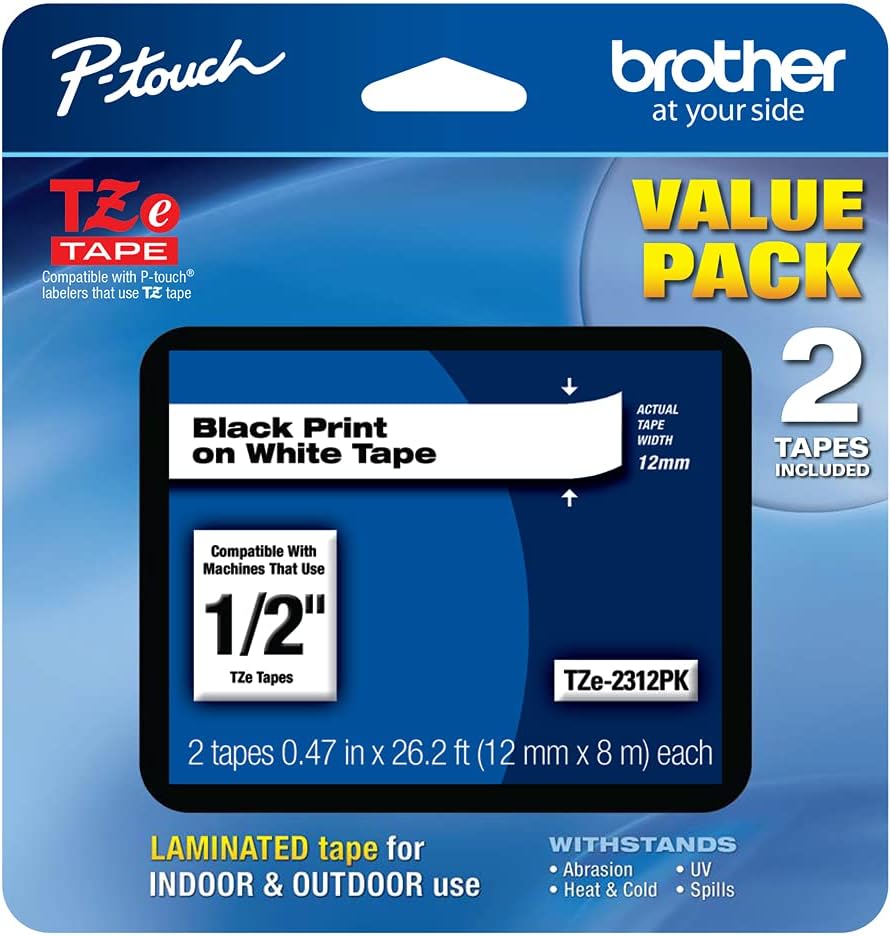 P-touch
brother
at your side
TZe
TAPE
Compatible with P-touch®
labelers that use TZ tape
VALUE
PACK
2
TAPES
INCLUDED
Black Print
on White Tape
ACTUAL
TAPE
WIDTH
12mm
Compatible With
Machines That Use
1/2"
TZe Tapes
TZe-2312PK
2 tapes 0.47 in x 26.2 ft (12 mm x 8 m) each
LAMINATED tape for
INDOOR & OUTDOOR use
WITHSTANDS
• Abrasion • UV
• Heat & Cold • Spills